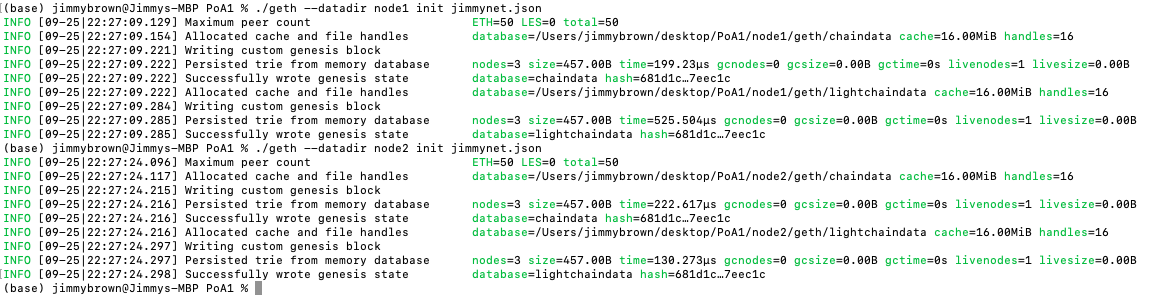 (base) jimmybrown@Jimmys-MBP PoA1 % ./geth --datadir node1 init jimmynet.json
INFO [09-25|22:27:09.129] Maximum peer count ETH=50 LES=0 total=50
INFO [09-25|22:27:09.154] Allocated cache and file handles database=/Users/jimmybrown/desktop/PoA1/node1/geth/chaindata cache=16.00MiB handles=16
INFO [09-25|22:27:09.221] Writing custom genesis block
INFO [09-25|22:27:09.222] Persisted trie from memory database nodes=3 size=457.00B time=199.23µs gcnodes=0 gcsize=0.00B gctime=0s livenodes=1 livesize=0.00B
INFO [09-25|22:27:09.222] Successfully wrote genesis state database=chaindata hash=681d1c…7eec1c
INFO [09-25|22:27:09.222] Allocated cache and file handles database=/Users/jimmybrown/desktop/PoA1/node1/geth/lightchaindata cache=16.00MiB handles=16
INFO [09-25|22:27:09.284] Writing custom genesis block
INFO [09-25|22:27:09.285] Persisted trie from memory database nodes=3 size=457.00B time=525.504µs gcnodes=0 gcsize=0.00B gctime=0s livenodes=1 livesize=0.00B
INFO [09-25|22:27:09.285] Successfully wrote genesis state database=lightchaindata hash=681d1c…7eec1c
(base) jimmybrown@Jimmys-MBP PoA1 % ./geth --datadir node2 init jimmynet.json
INFO [09-25|22:27:24.096] Maximum peer count ETH=50 LES=0 total=50
INFO [09-25|22:27:24.117] Allocated cache and file handles database=/Users/jimmybrown/desktop/PoA1/node2/geth/chaindata cache=16.00MiB handles=16
INFO [09-25|22:27:24.215] Writing custom genesis block
INFO [09-25|22:27:24.216] Persisted trie from memory database nodes=3 size=457.00B time=222.617µs gcnodes=0 gcsize=0.00B gctime=0s livenodes=1 livesize=0.00B
INFO [09-25|22:27:24.216] Successfully wrote genesis state database=chaindata hash=681d1c…7eec1c
INFO [09-25|22:27:24.216] Allocated cache and file handles database=/Users/jimmybrown/desktop/PoA1/node2/geth/lightchaindata cache=16.00MiB handles=16
INFO [09-25|22:27:24.297] Writing custom genesis block
INFO [09-25|22:27:24.297] Persisted trie from memory database nodes=3 size=457.00B time=130.273µs gcnodes=0 gcsize=0.00B gctime=0s livenodes=1 livesize=0.00B
INFO [09-25|22:27:24.298] Successfully wrote genesis state database=lightchaindata hash=681d1c…7eec1c
(base) jimmybrown@Jimmys-MBP PoA1 %